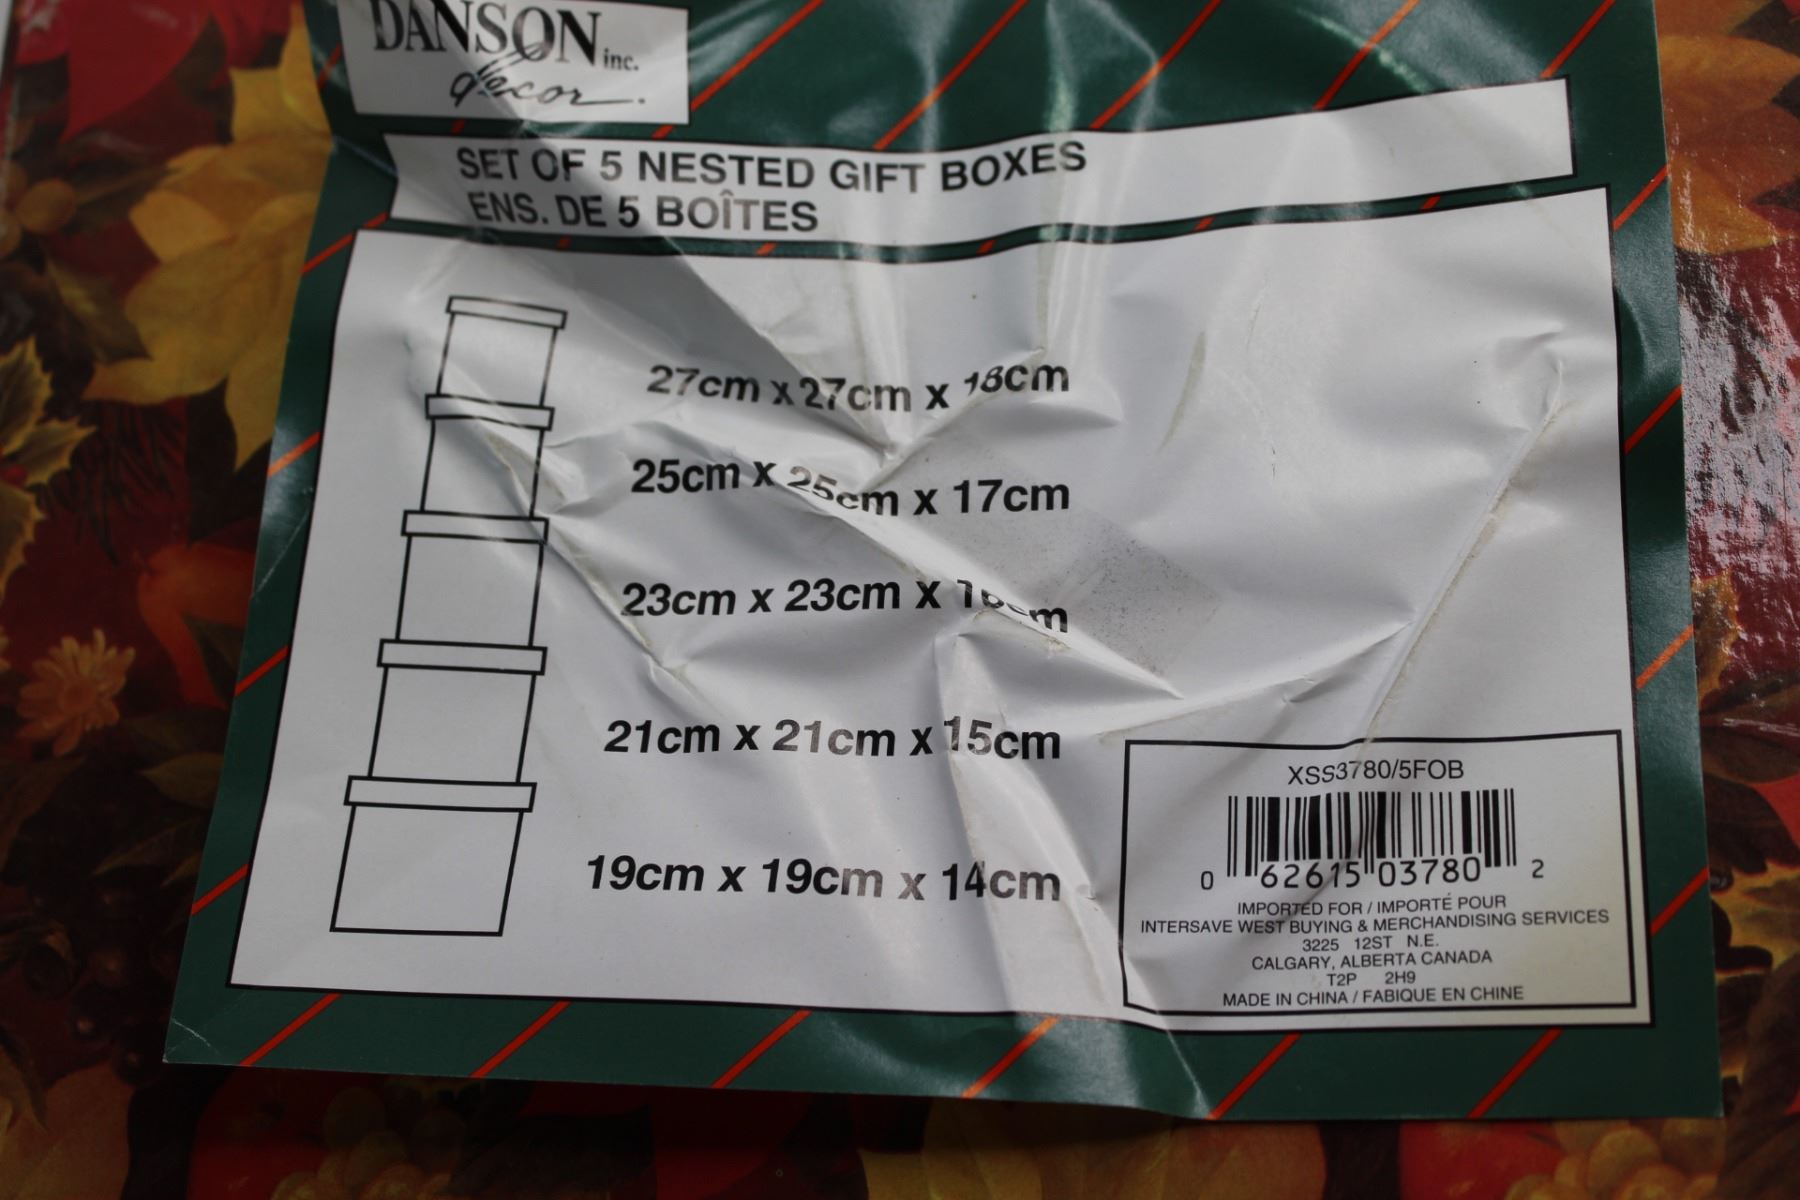 DANSON inc.
decor
SET OF 5 NESTED GIFT BOXES
ENS. DE 5 BOÎTES
27cm x 27cm x 18cm
25cm x 25cm x 17cm
23cm x 23cm x 16cm
21cm x 21cm x 15cm
19cm x 19cm x 14cm
XSS3780/5FOB
0 62615 03780 2
IMPORTED FOR / IMPORTÉ POUR
INTERSAVE WEST BUYING & MERCHANDISING SERVICES
3225 12ST N.E.
CALGARY, ALBERTA CANADA
T2P 2H9
MADE IN CHINA / FABIQUE EN CHINE